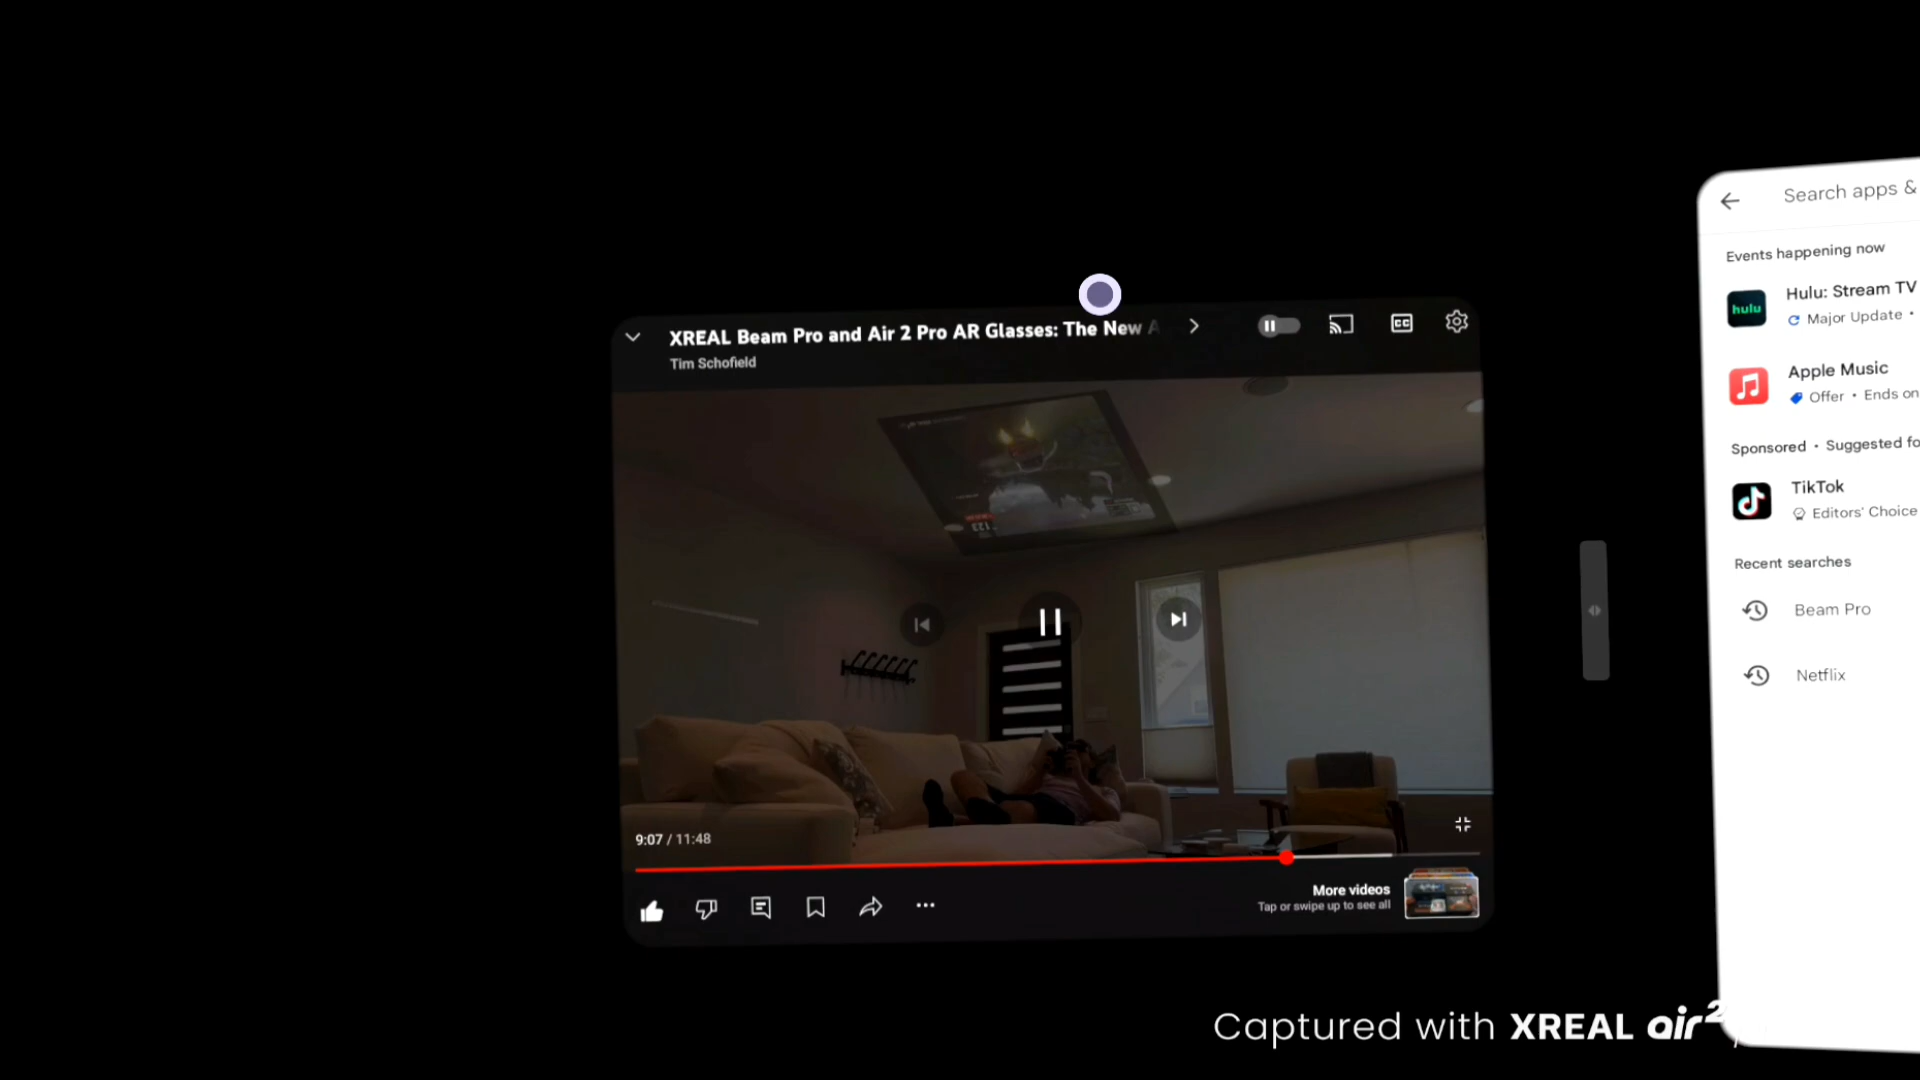 XREAL Beam Pro and Air 2 Pro AR Glasses: The New A
Tim Schofield
9:07 / 11:48
More videos
Tap or swipe up to see all
Search apps &
Events happening now
hulu
Hulu: Stream TV
Major Update •
Apple Music
Offer • Ends on
Sponsored • Suggested fo
TikTok
Editors' Choice
Recent searches
Beam Pro
Netflix
Captured with XREAL air 2